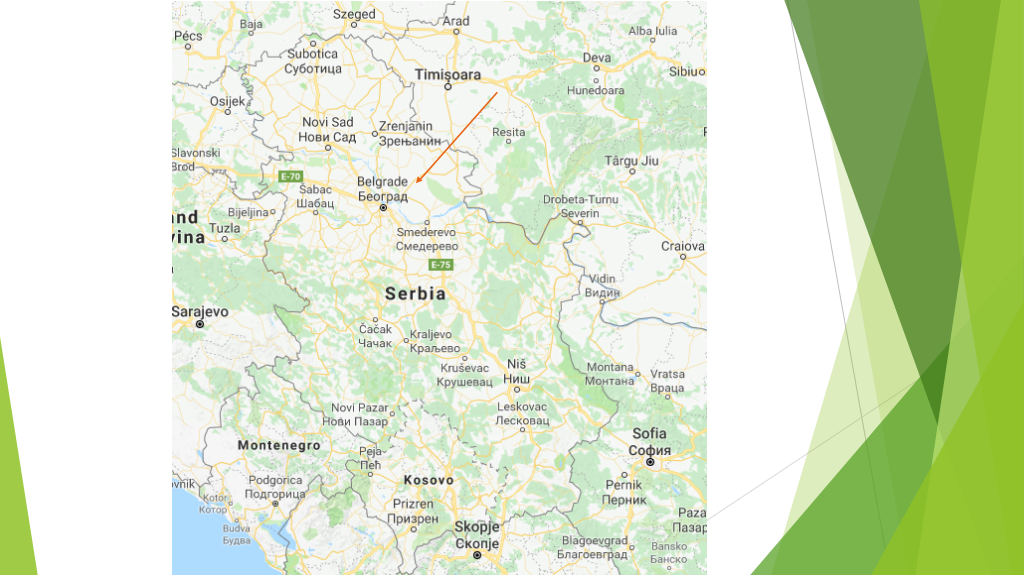 Szeged
Arad
Baja
Pécs
Alba Iulia
Subotica
Суботица
Deva
Timișoara
Sibiu
Hunedoara
Osijek
Novi Sad
Нови Сад
Zrenjanin
Зрењанин
Resita
Slavonski
Brod
Târgu Jiu
E-70
Belgrade
Београд
Šabac
Шабац
Drobeta-Turnu
Severin
Bijeljina
Tuzla
nd
vina
Smederevo
Смедерево
Craiova
E-75
Vidin
Видин
Serbia
Sarajevo
Čačak
Чачак
Kraljevo
Краљево
Niš
Ниш
Kruševac
Крушевац
Montana
Монтана
Vratsa
Враца
Novi Pazar
Нови Пазар
Leskovac
Лесковац
Sofia
София
Montenegro
Peja
Пећ
Kosovo
ovnik
Podgorica
Подгорица
Pernik
Перник
Kotor
Котор
Prizren
Призрен
Paza
Пазар
Budva
Будва
Skopje
Скопје
Blagoevgrad
Благоевград
Bansko
Банско